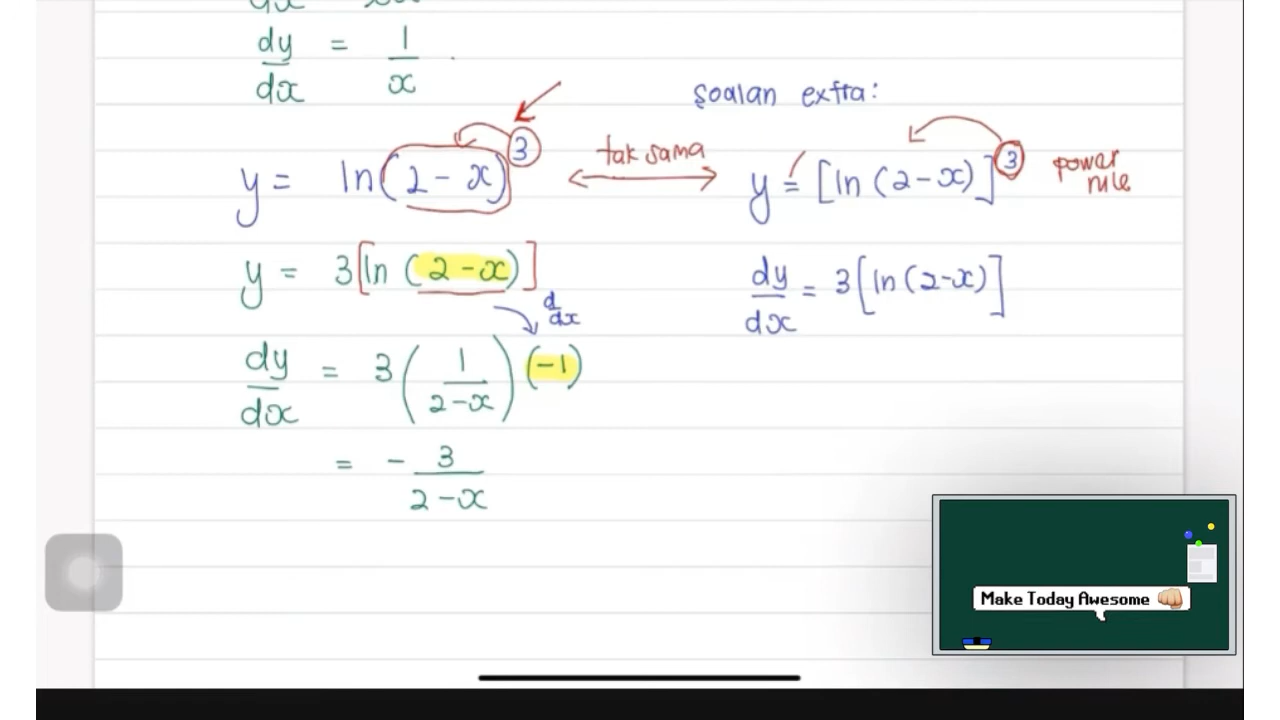 dy/dx = 1/x
soalan extra:
y = ln(2 - x)^3
tak sama
y = [ln(2-x)]^3
power rule
y = 3[ln(2-x)]
d/dx
dy/dx = 3[ln(2-x)]
dy/dx = 3(1/(2-x))(-1)
= - 3/(2-x)
Make Today Awesome